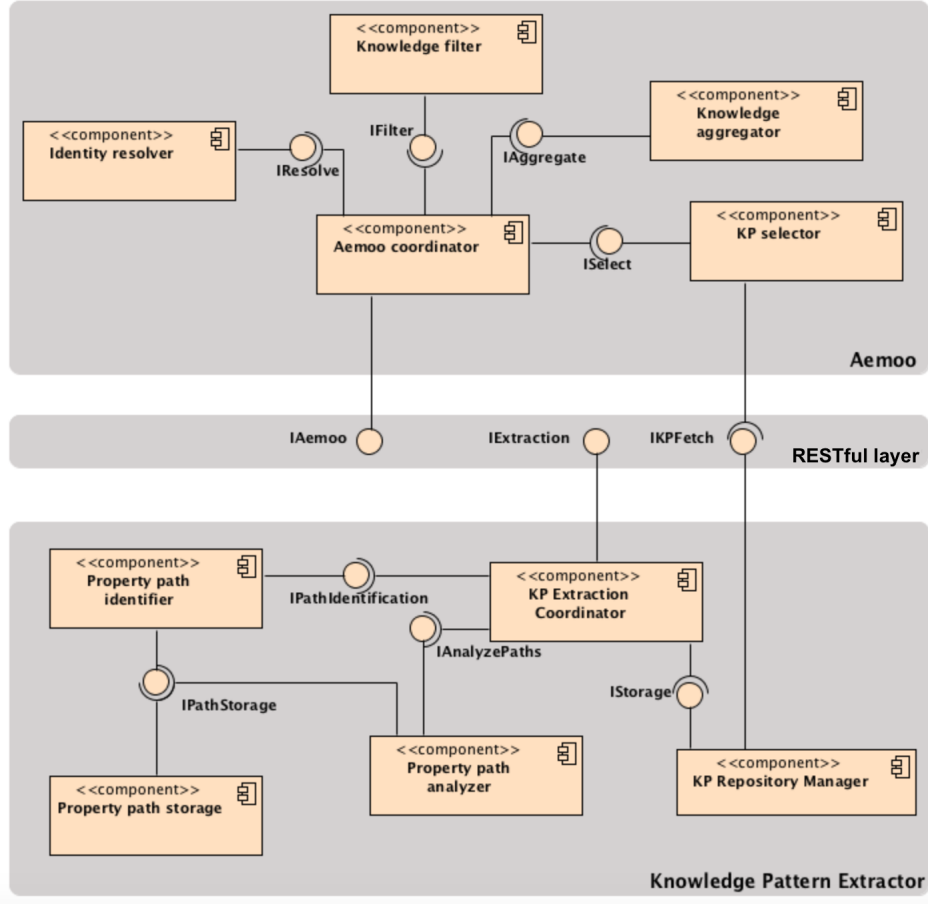 <<component>>
Knowledge filter
<<component>>
Knowledge
aggregator
<<component>>
Identity resolver
IFilter
IResolve
IAggregate
<<component>>
Aemoo coordinator
<<component>>
KP selector
ISelect
Aemoo
IAemoo
IExtraction
IKPFetch
RESTful layer
<<component>>
Property path
identifier
IPathIdentification
<<component>>
KP Extraction
Coordinator
IAnalyzePaths
IPathStorage
IStorage
<<component>>
Property path storage
<<component>>
Property path
analyzer
<<component>>
KP Repository Manager
Knowledge Pattern Extractor